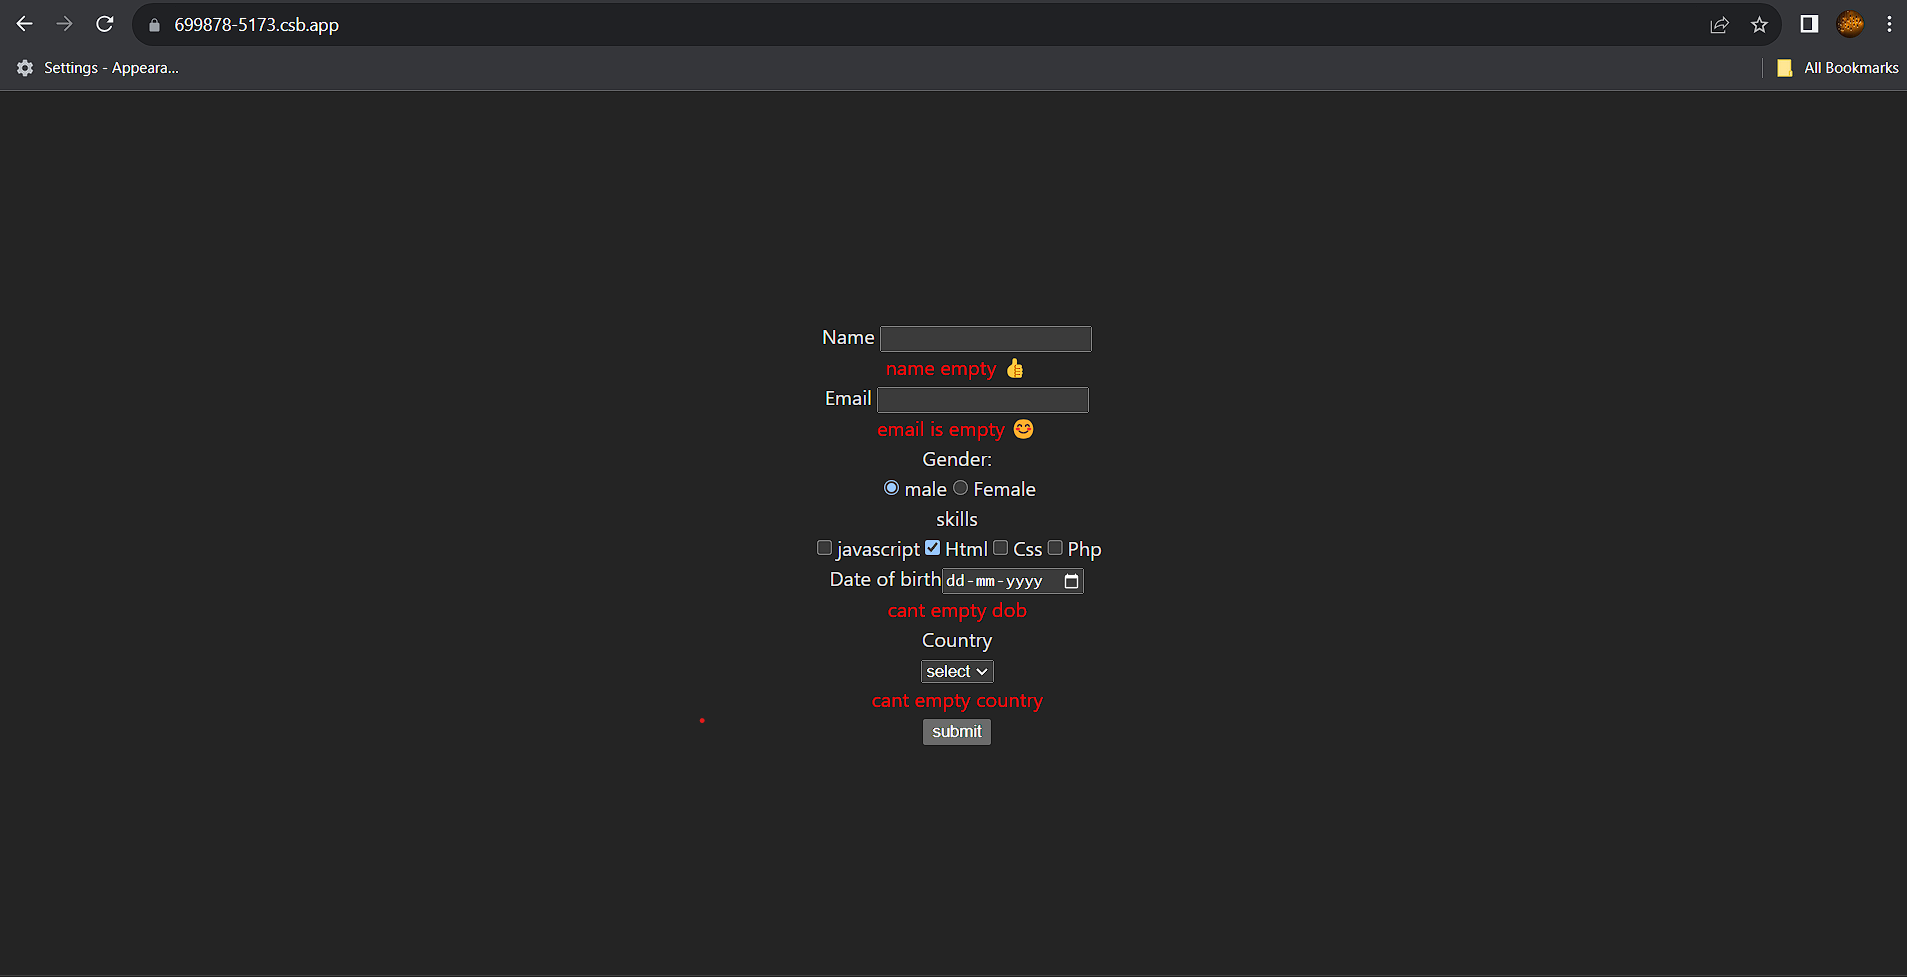 699878-5173.csb.app
Settings - Appeara...
All Bookmarks
Name
name empty 👍
Email
email is empty 😊
Gender:
male Female
skills
javascript Html Css Php
Date of birth dd-mm-yyyy
cant empty dob
Country
select
cant empty country
submit